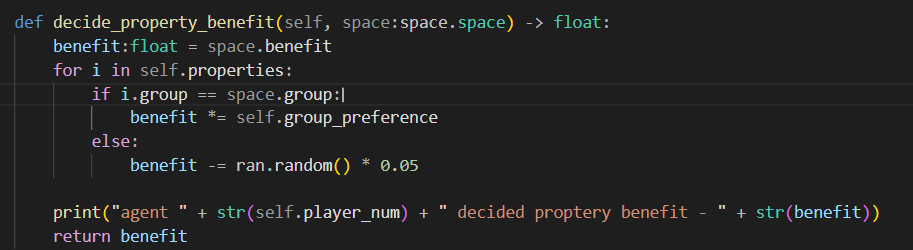 def decide_property_benefit(self, space:space.space) -> float:
    benefit:float = space.benefit
    for i in self.properties:
        if i.group == space.group:
            benefit *= self.group_preference
        else:
            benefit -= ran.random() * 0.05
    print("agent " + str(self.player_num) + " decided proptery benefit - " + str(benefit))
    return benefit